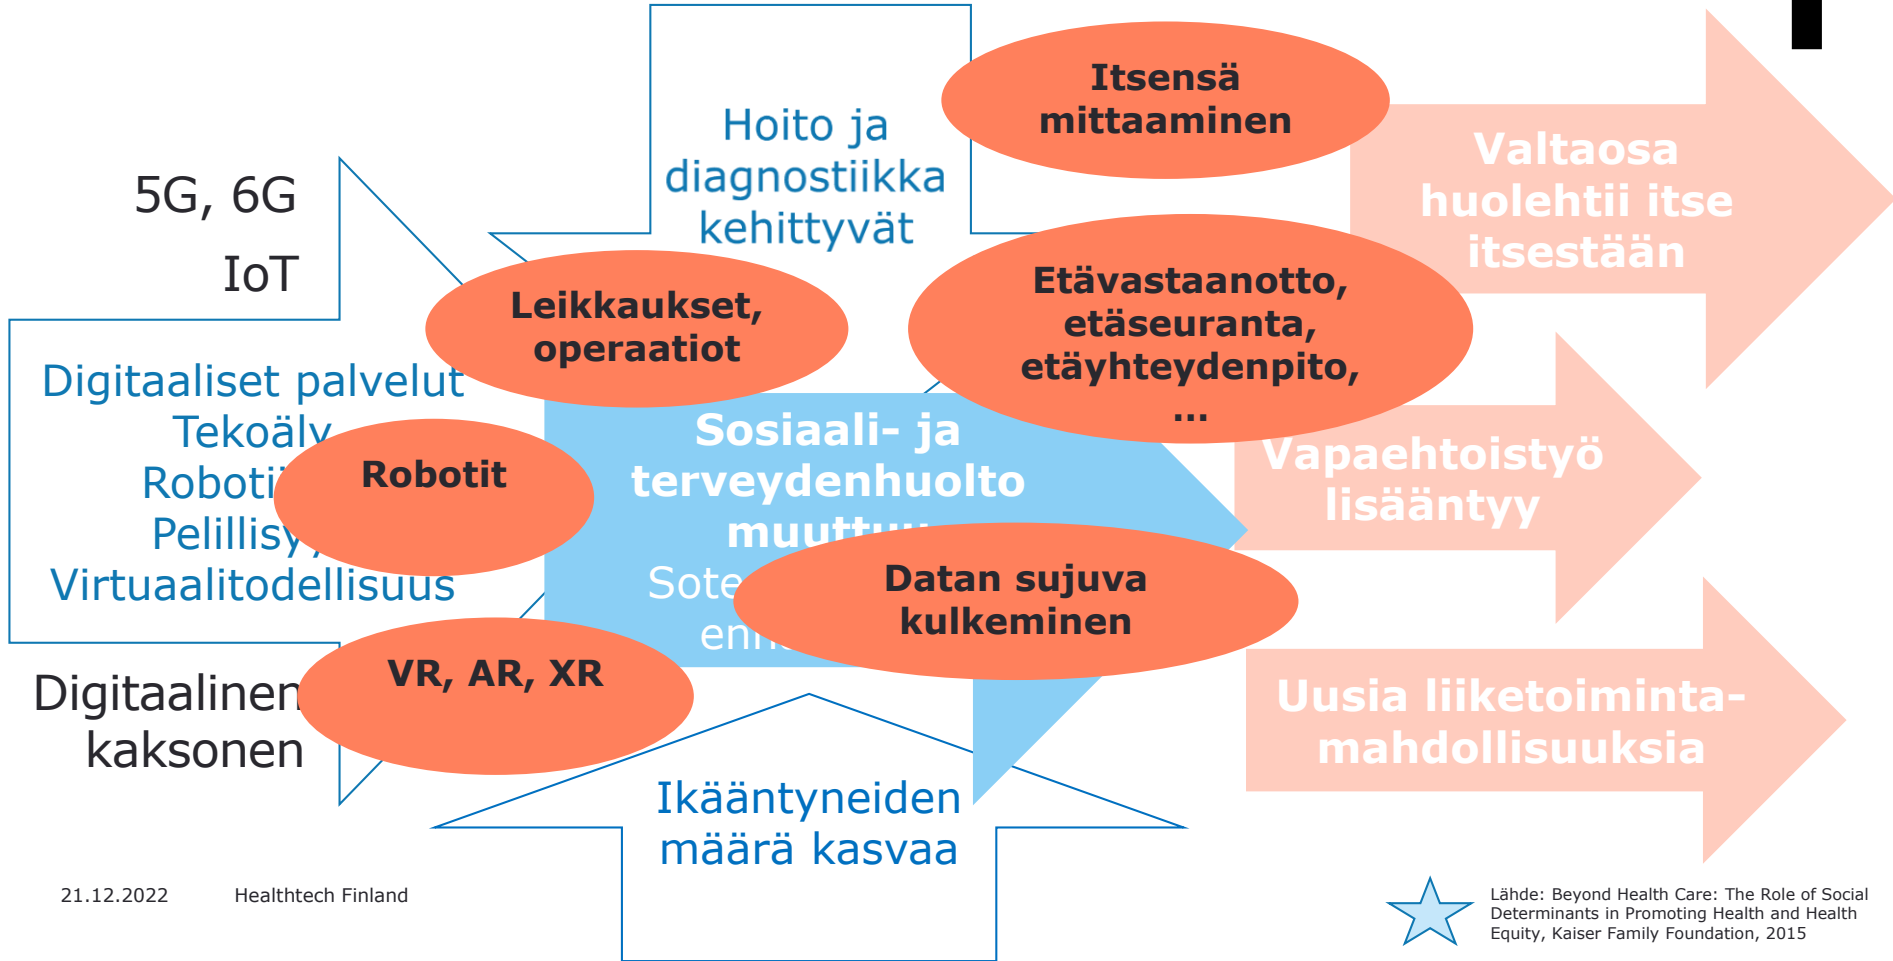 Itsensä
mittaaminen
Hoito ja
diagnostiikka
kehittyvät
Valtaosa
huolehtii itse
itsestään
5G, 6G
IoT
Leikkaukset,
operaatiot
Etävastaanotto,
etäseuranta,
etäyhteydenpito,
...
Digitaaliset palvelut
Tekoäly
Pelillisyy
Virtuaalitodellisuus
Robotit
Sosiaali- ja
terveydenhuolto
muuttuu
Sote
Datan sujuva
kulkeminen
Vapaehtoistyö
lisääntyy
Digitaalinen
kaksonen
VR, AR, XR
Uusia liiketoiminta-
mahdollisuuksia
Ikääntyneiden
määrä kasvaa
21.12.2022 Healthtech Finland
Lähde: Beyond Health Care: The Role of Social
Determinants in Promoting Health and Health
Equity, Kaiser Family Foundation, 2015